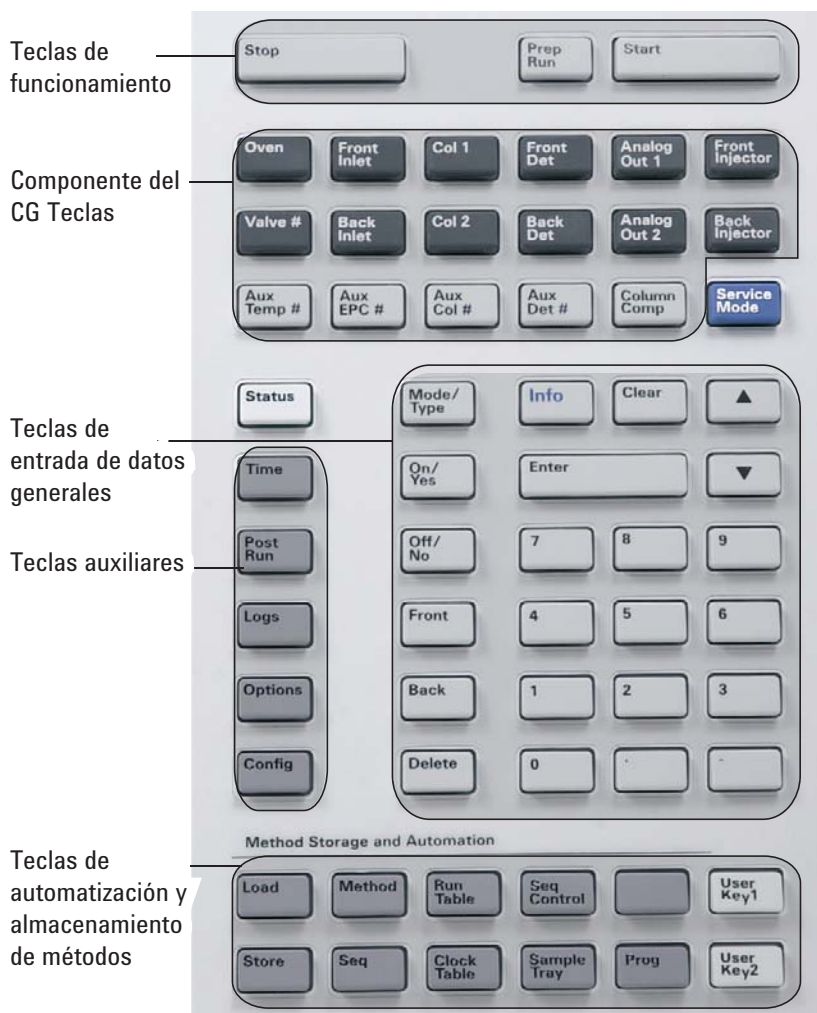 Teclas de
funcionamiento
Stop
Prep
Run
Start
Componente del
CG Teclas
Oven
Front
Inlet
Col 1
Front
Det
Analog
Out 1
Front
Injector
Valve #
Back
Inlet
Col 2
Back
Det
Analog
Out 2
Back
Injector
Aux
Temp #
Aux
EPC #
Aux
Col #
Aux
Det #
Column
Comp
Service
Mode
Teclas de
entrada de datos
generales
Status
Mode/
Type
Info
Clear
▲
Time
On/
Yes
Enter
▼
Teclas auxiliares
Post
Run
Off/
No
7
8
9
Logs
Front
4
5
6
Options
Back
1
2
3
Config
Delete
0
.
-
Method Storage and Automation
Teclas de
automatización y
almacenamiento
de métodos
Load
Method
Run
Table
Seq
Control
User
Key1
Store
Seq
Clock
Table
Sample
Tray
Prog
User
Key2